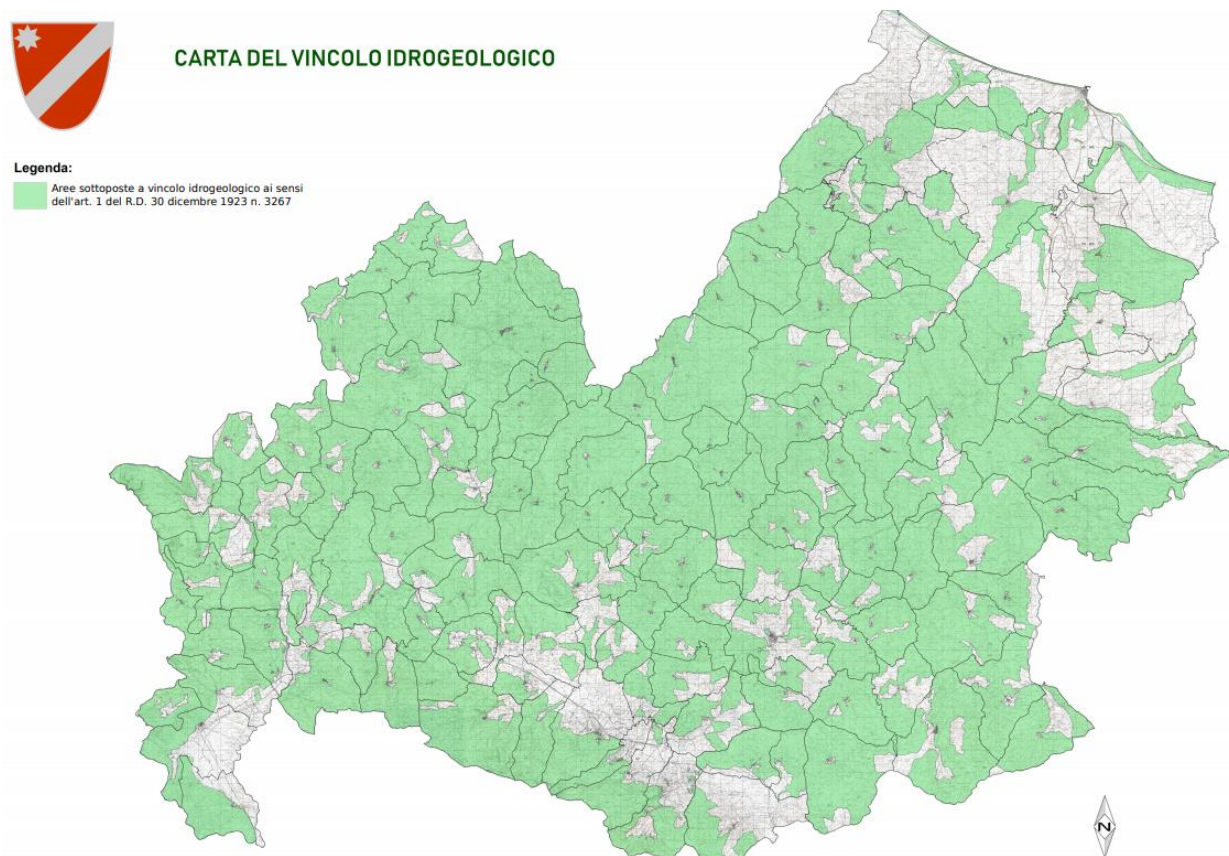 CARTA DEL VINCOLO IDROGEOLOGICO
Legenda:
Aree sottoposte a vincolo idrogeologico ai sensi
dell'art. 1 del R.D. 30 dicembre 1923 n. 3267
N